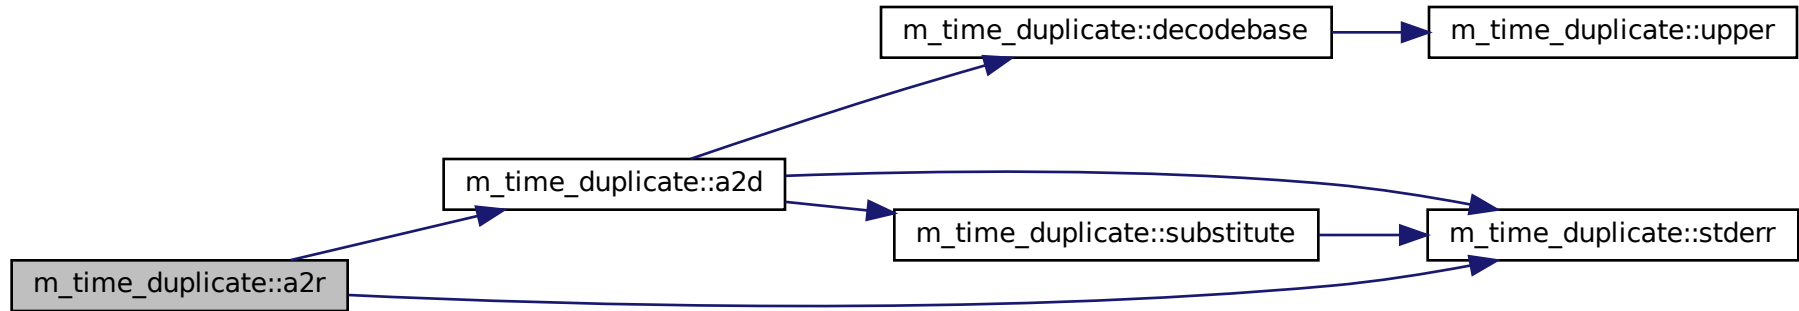 m_time_duplicate::decodebase
m_time_duplicate::upper
m_time_duplicate::a2d
m_time_duplicate::substitute
m_time_duplicate::stderr
m_time_duplicate::a2r